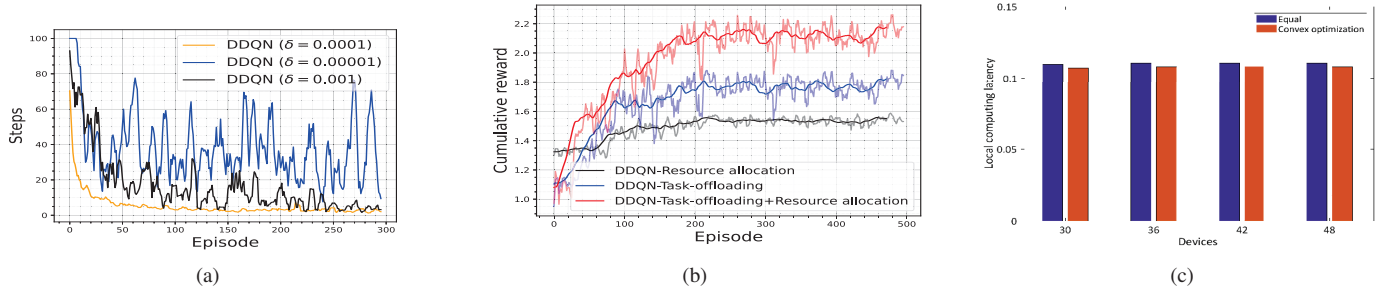 DDQN (δ = 0.0001)
DDQN (δ = 0.00001)
DDQN (δ = 0.001)
100
80
60
40
20
0
Steps
0 50 100 150 200 250 300
Episode
(a)
2.2
2.0
1.8
1.6
1.4
1.2
1.0
Cumulative reward
DDQN-Resource allocation
DDQN-Task-offloading
DDQN-Task-offloading+Resource allocation
0 100 200 300 400 500
Episode
(b)
Equal
Convex optimization
0.1
0.05
0
Local computing latency
30 36 42 48
Devices
(c)